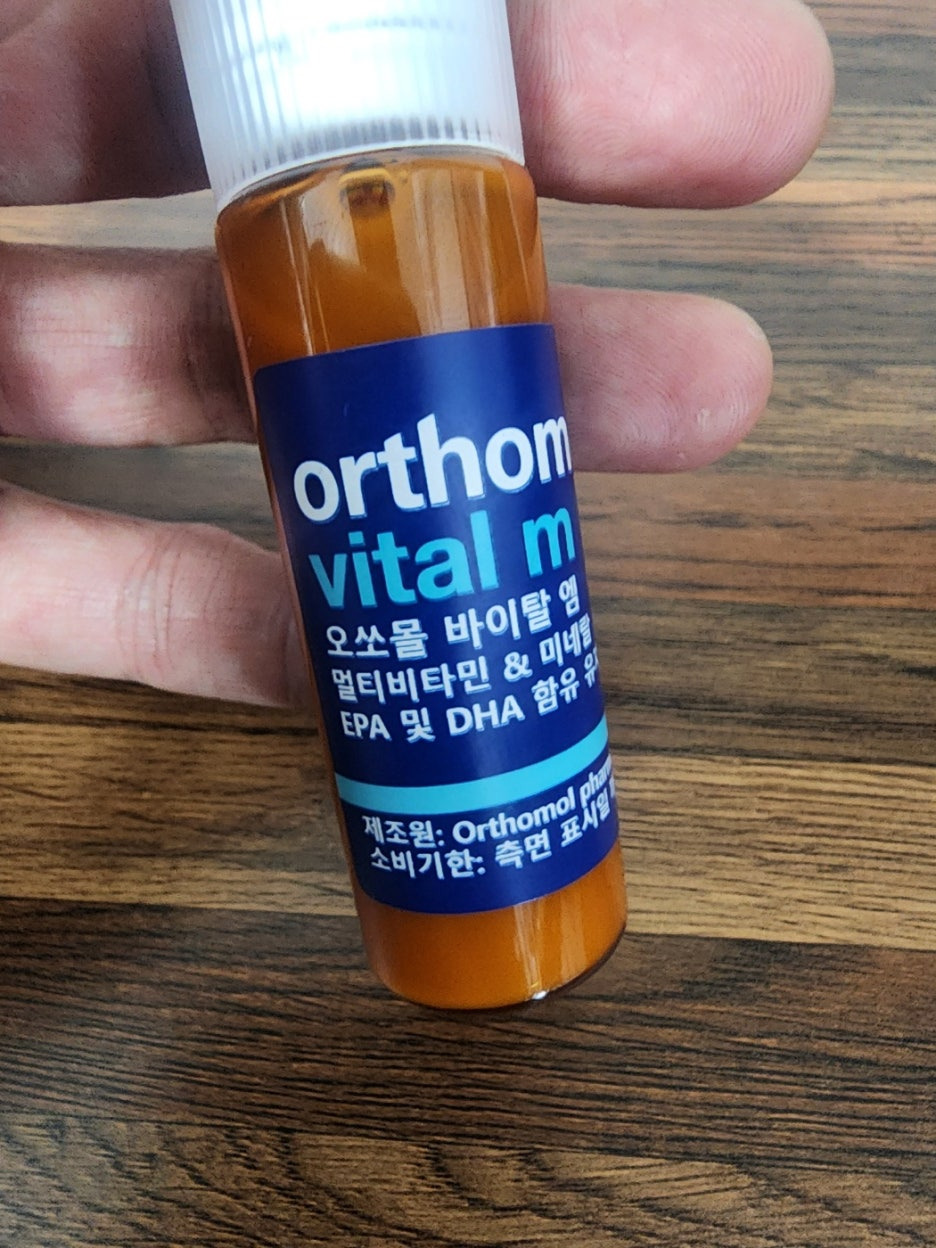 orthom
vital m
오쏘몰 바이탈 엠
멀티비타민 & 미네랄
EPA 및 DHA 함유
제조원: Orthomol pharm
소비기한: 측면 표시일